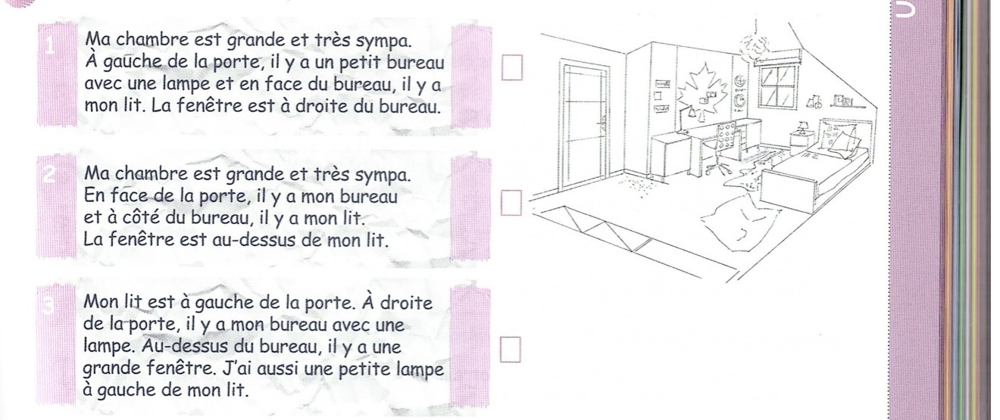 1
Ma chambre est grande et très sympa.
À gauche de la porte, il y a un petit bureau
avec une lampe et en face du bureau, il y a
mon lit. La fenêtre est à droite du bureau.
2
Ma chambre est grande et très sympa.
En face de la porte, il y a mon bureau
et à côté du bureau, il y a mon lit.
La fenêtre est au-dessus de mon lit.
3
Mon lit est à gauche de la porte. À droite
de la porte, il y a mon bureau avec une
lampe. Au-dessus du bureau, il y a une
grande fenêtre. J'ai aussi une petite lampe
à gauche de mon lit.